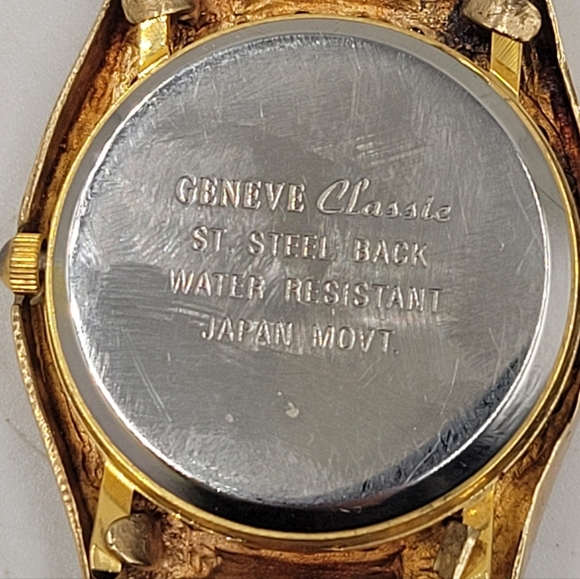 GENEVE Classic
ST. STEEL BACK
WATER RESISTANT
JAPAN MOVT.